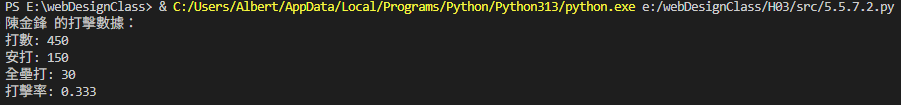 PS E:\webDesignClass> & C:/Users/Albert/AppData/Local/Programs/Python/Python313/python.exe e:/webDesignClass/H03/src/5.5.7.2.py
陳金鋒 的打擊數據：
打數: 450
安打: 150
全壘打: 30
打擊率: 0.333